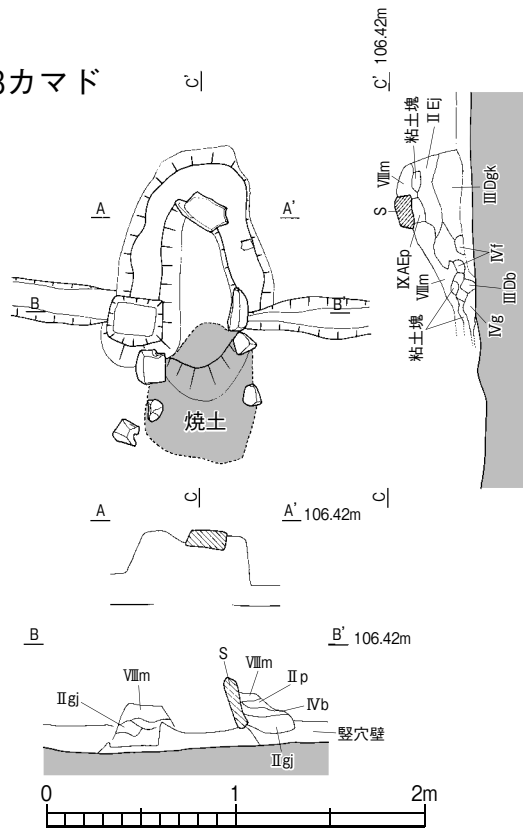 カマド
C'
C' 106.42m
粘土塊
ⅡEj
Ⅷm
ⅢDgk
S
A
A'
Ⅳf
ⅨAEp
Ⅷm
ⅢDb
B
B'
粘土塊
Ⅳg
焼土
C
C
A
A' 106.42m
B
B' 106.42m
S
Ⅷm
Ⅷm
Ⅱp
Ⅱgj
Ⅳb
竪穴壁
Ⅱgj
0 1 2m